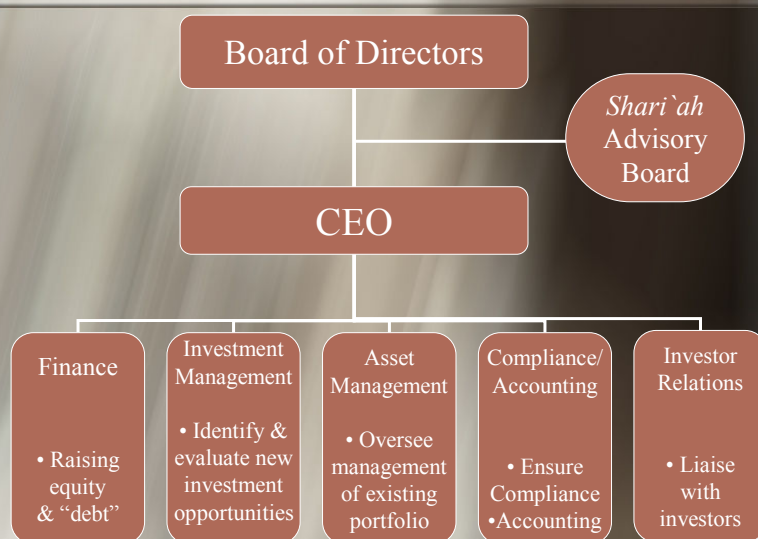 Board of Directors
Shari`ah
Advisory
Board
CEO
Finance
• Raising
equity
& “debt”
Investment
Management
• Identify &
evaluate new
investment
opportunities
Asset
Management
• Oversee
management
of existing
portfolio
Compliance/
Accounting
• Ensure
Compliance
•Accounting
Investor
Relations
• Liaise
with
investors